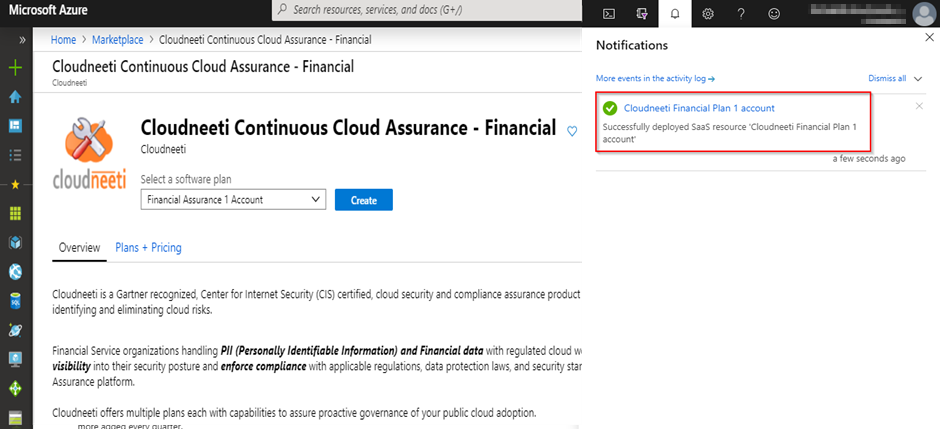 Microsoft Azure
Search resources, services, and docs (G+/)
Home > Marketplace > Cloudneeti Continuous Cloud Assurance - Financial
Cloudneeti Continuous Cloud Assurance - Financial
Cloudneeti
cloudneeti
Cloudneeti Continuous Cloud Assurance - Financial
Cloudneeti
Select a software plan
Financial Assurance 1 Account
Create
Overview
Plans + Pricing
Cloudneeti is a Gartner recognized, Center for Internet Security (CIS) certified, cloud security and compliance assurance product
identifying and eliminating cloud risks.
Financial Service organizations handling PII (Personally Identifiable Information) and Financial data with regulated cloud
visibility into their security posture and enforce compliance with applicable regulations, data protection laws, and security
Assurance platform.
Cloudneeti offers multiple plans each with capabilities to assure proactive governance of your public cloud adoption.
more added every quarter.
Notifications
More events in the activity log →
Dismiss all
Cloudneeti Financial Plan 1 account
Successfully deployed SaaS resource 'Cloudneeti Financial Plan 1
account'
a few seconds ago